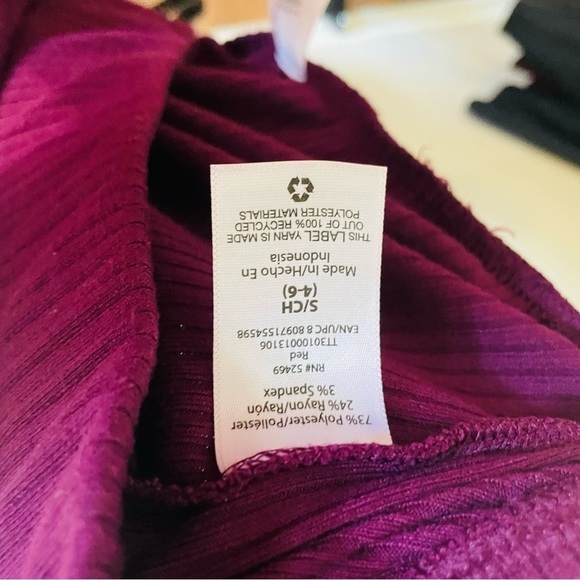 73% Polyester/Poliéster
24% Rayon/Rayón
3% Spandex
RN# 52469
Red
TT30100013106
EAN/UPC 8 80971554598
S/CH
(4-6)
Made In/Hecho En
Indonesia
THIS LABEL YARN IS MADE
OUT OF 100% RECYCLED
POLYESTER MATERIALS